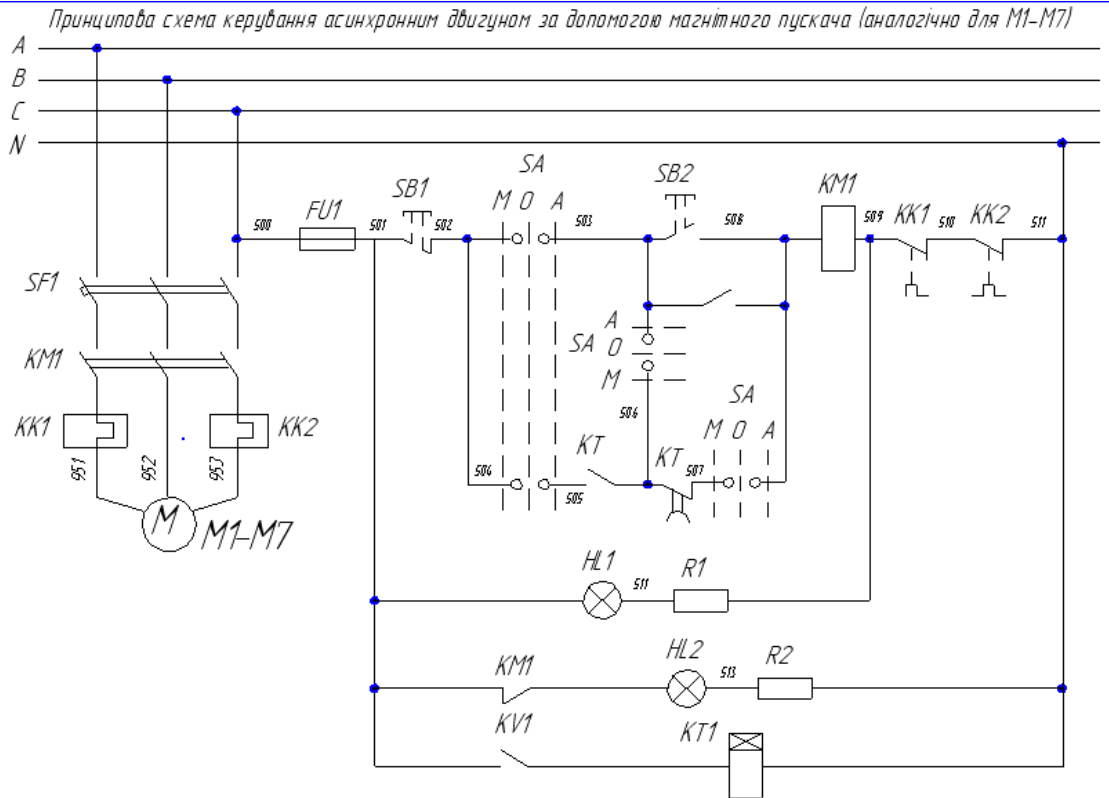 Принципова схема керування асинхронним двигуном за допомогою магнітного пускача (аналогічно для М1-М7)
A
B
C
N
SA
SB2
KM1
SB1
M O A
FU1
500
501
502
503
508
509
KK1
510
KK2
511
SF1
A
SA O
M
KM1
506
SA
KK1
KK2
M O A
KT
KT
504
505
507
951
952
953
M
M1-M7
HL1
511
R1
HL2
KM1
513
R2
KV1
KT1